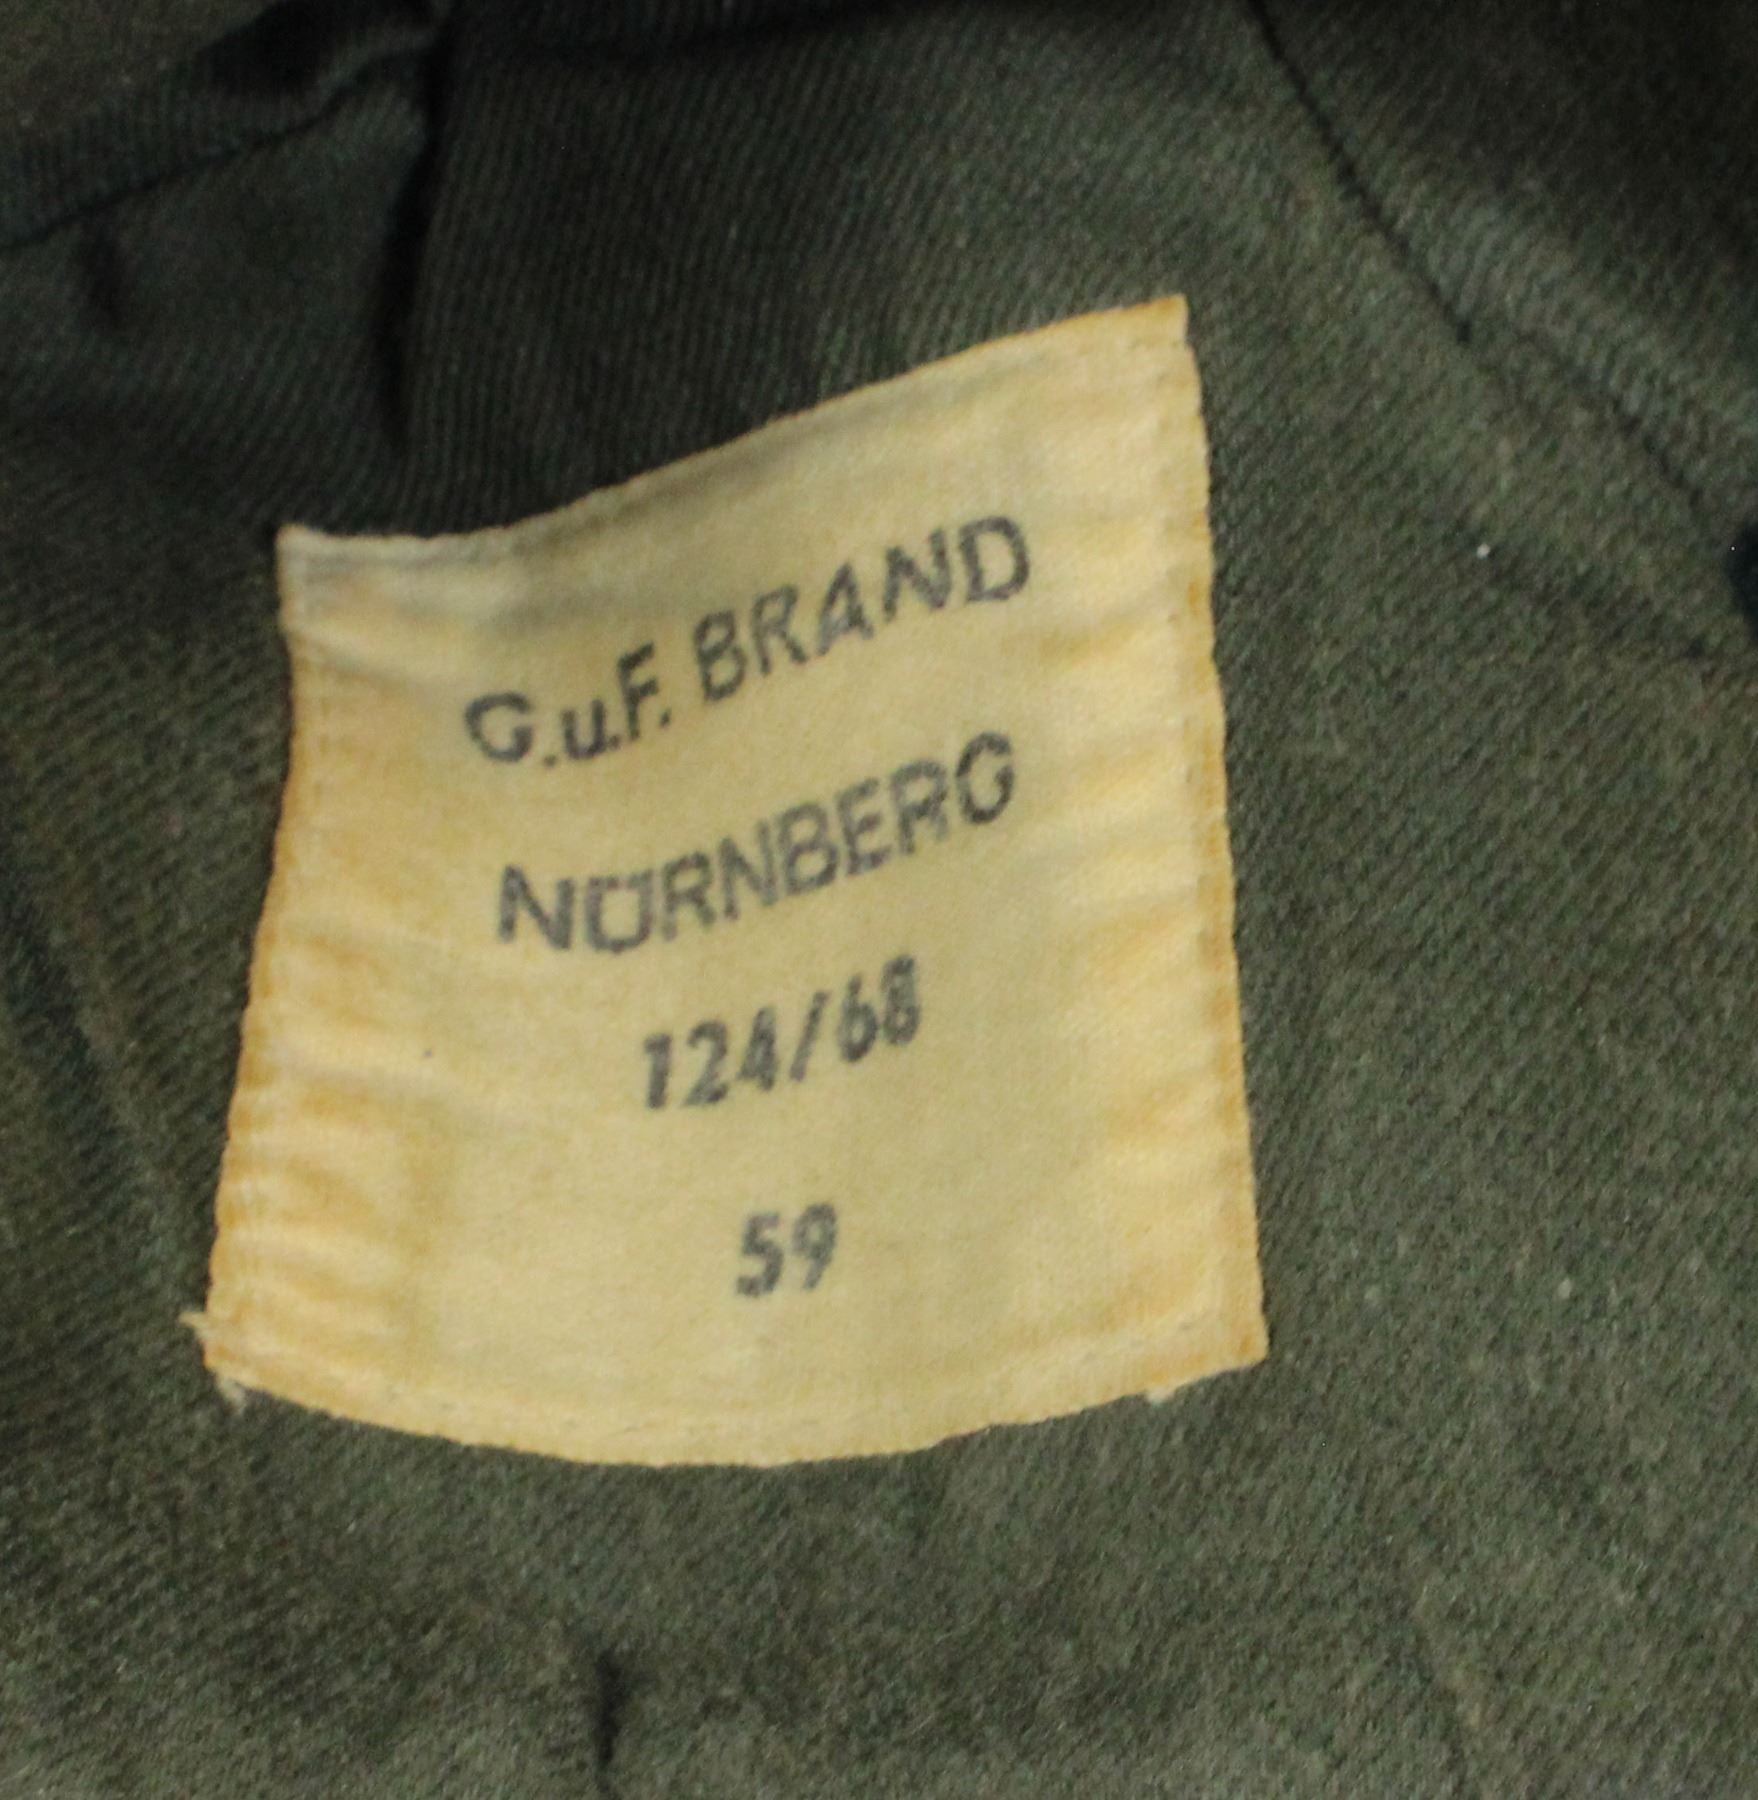 G.u.F. BRAND
NÜRNBERG
124/68
59